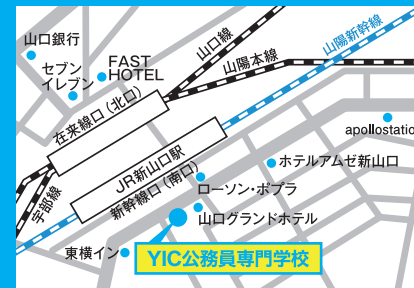 山口銀行
セブン
イレブン
FAST
HOTEL
山口線
山陽本線
山陽新幹線
在来線口(北口)
apollostation
JR新山口駅
新幹線口(南口)
宇部線
ホテルアムゼ新山口
ローソン・ポプラ
山口グランドホテル
東横イン
YIC公務員専門学校